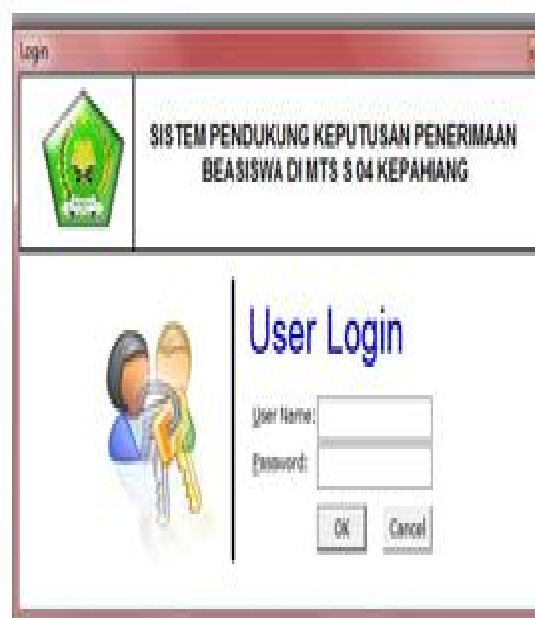 Login
SISTEM PENDUKUNG KEPUTUSAN PENERIMAAN
BEASISWA DI MTS S 04 KEPAHIANG
User Login
User Name:
Password:
OK Cancel